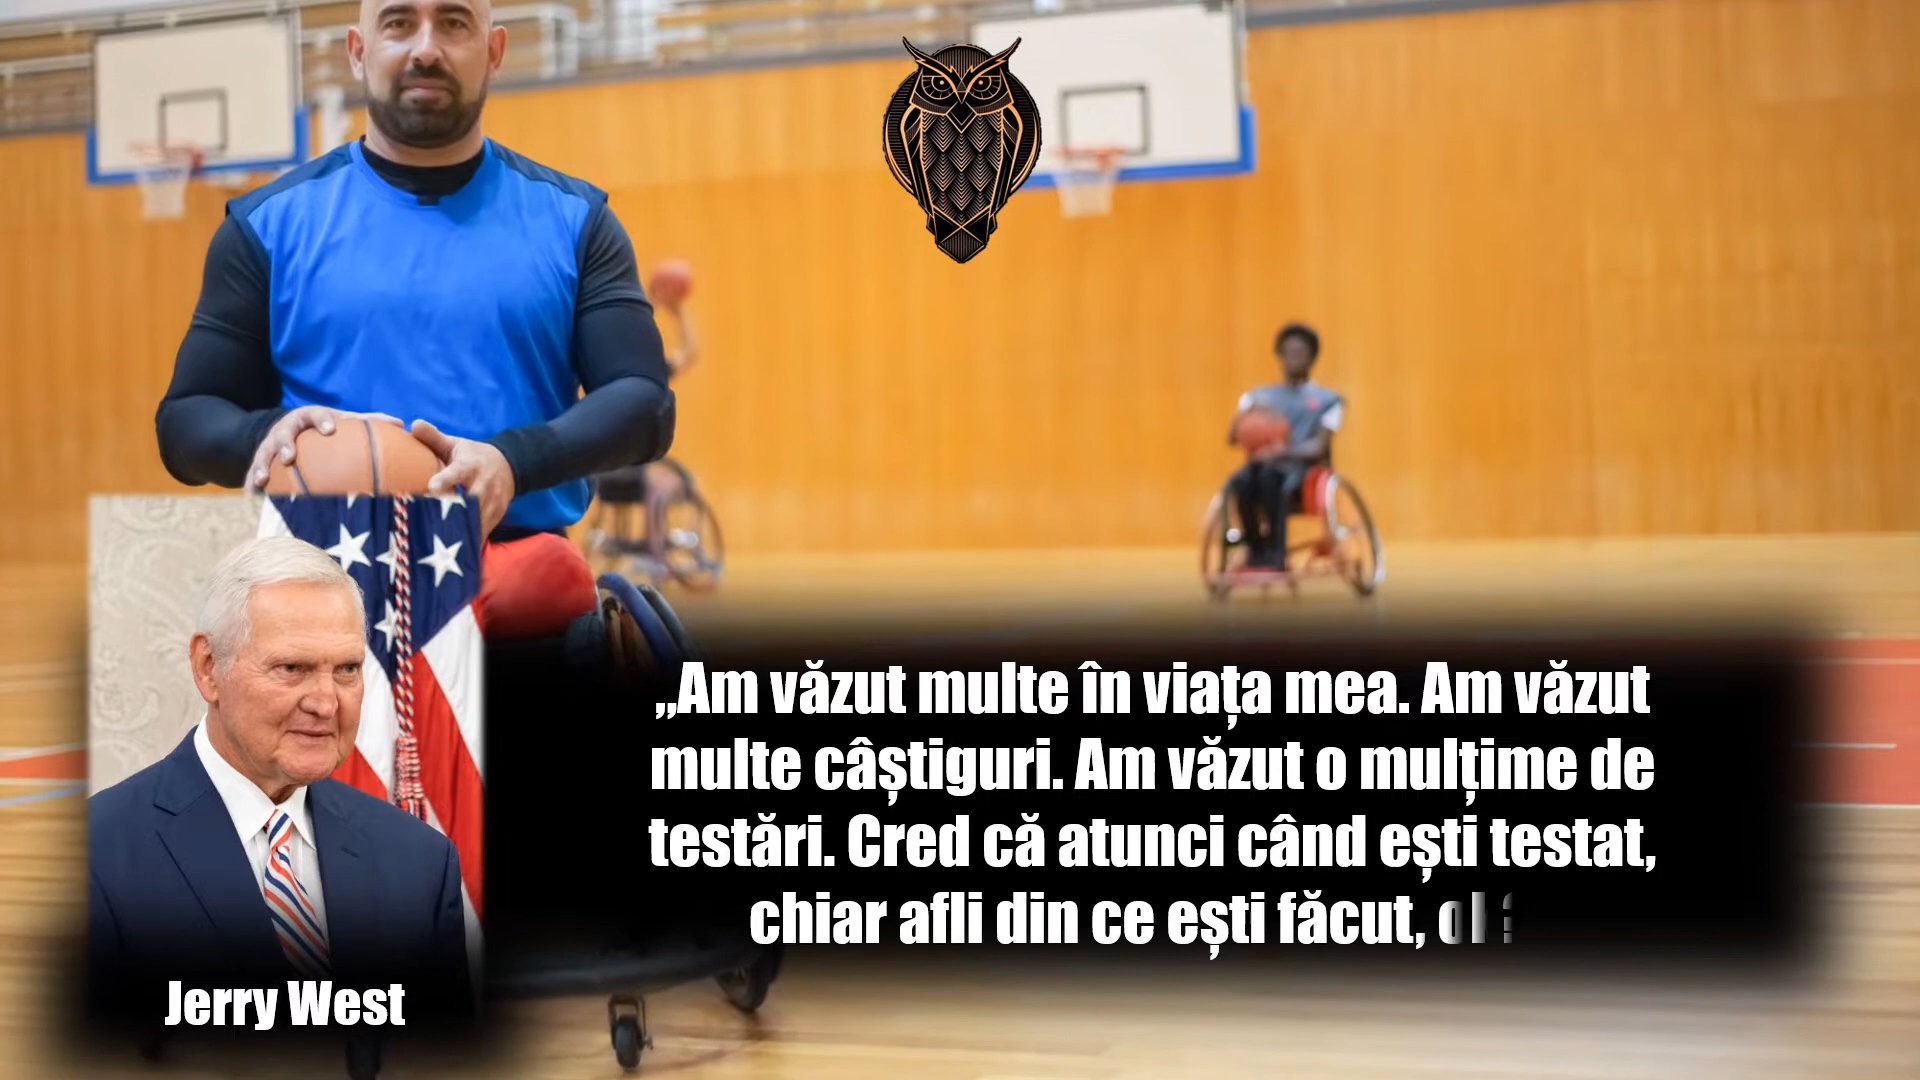 „Am văzut multe în viața mea. Am văzut
multe câștiguri. Am văzut o mulțime de
testări. Cred că atunci când ești testat,
chiar afli din ce ești făcut,
Jerry West